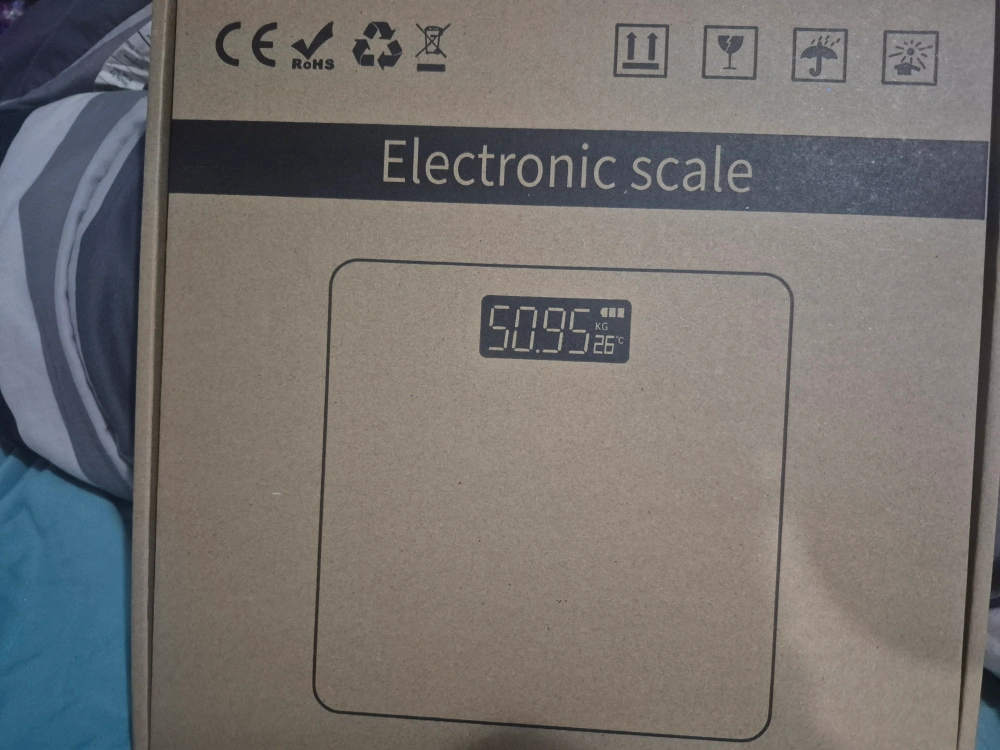 CE
RoHS
Electronic scale
50.95
KG
26°C